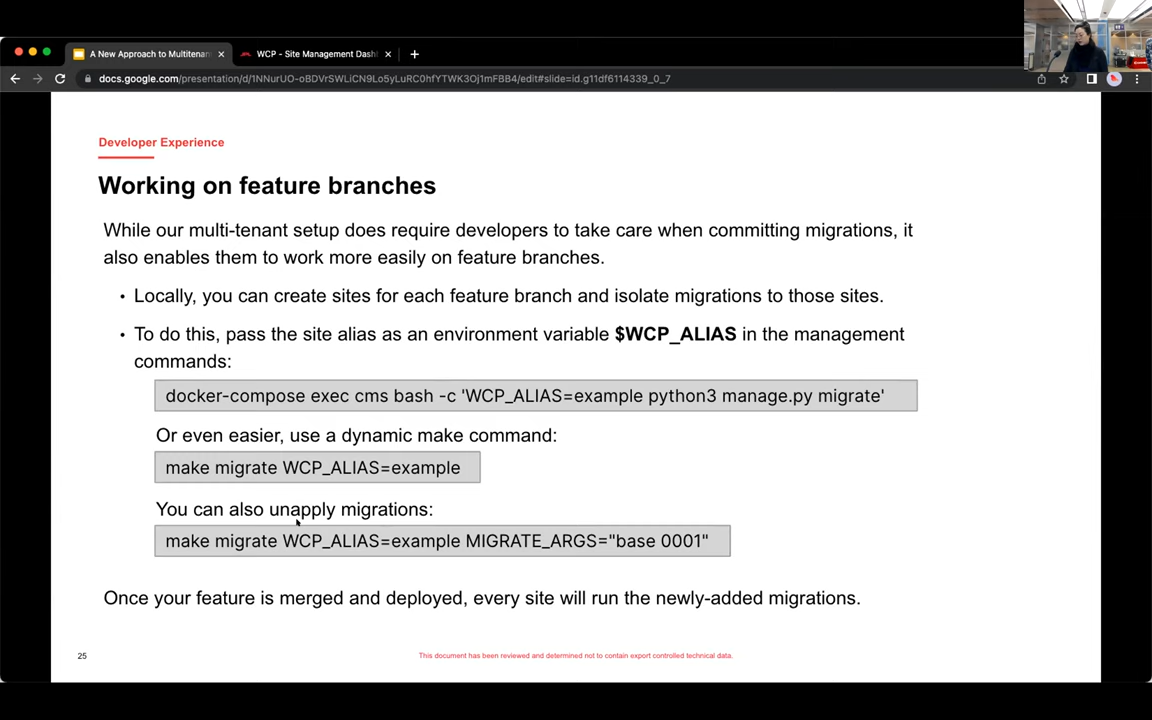 A New Approach to Multitenan
WCP - Site Management Dash
docs.google.com/presentation/d/1NNurUO-oBDVrSWLiCN9Lo5yLuRC0hfYTWK3Oj1mFBB4/edit#slide=id.g11df6114339_0_7
Developer Experience
Working on feature branches
While our multi-tenant setup does require developers to take care when committing migrations, it
also enables them to work more easily on feature branches.
• Locally, you can create sites for each feature branch and isolate migrations to those sites.
• To do this, pass the site alias as an environment variable $WCP_ALIAS in the management
commands:
docker-compose exec cms bash -c 'WCP_ALIAS=example python3 manage.py migrate'
Or even easier, use a dynamic make command:
make migrate WCP_ALIAS=example
You can also unapply migrations:
make migrate WCP_ALIAS=example MIGRATE_ARGS="base 0001"
Once your feature is merged and deployed, every site will run the newly-added migrations.
25
This document has been reviewed and determined not to contain export controlled technical data.